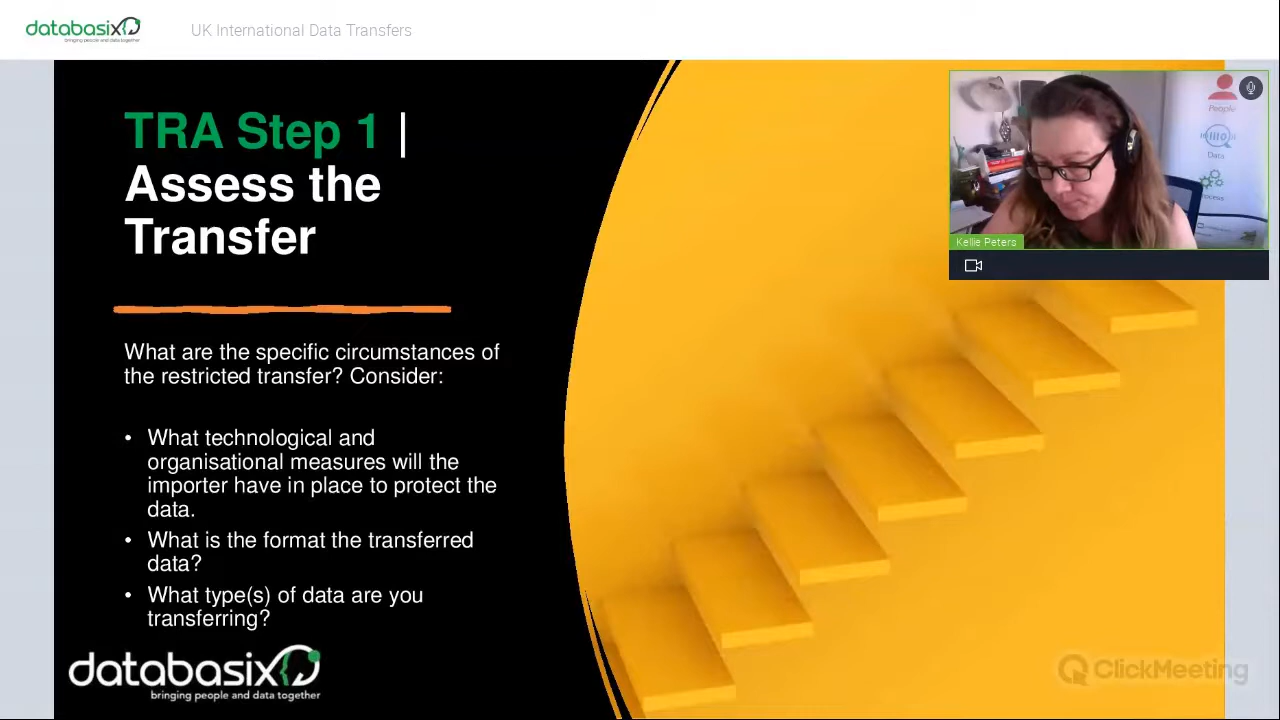 databasix
bringing people and data together
UK International Data Transfers
TRA Step 1 |
Assess the
Transfer
What are the specific circumstances of
the restricted transfer? Consider:
• What technological and
organisational measures will the
importer have in place to protect the
data.
• What is the format the transferred
data?
• What type(s) of data are you
transferring?
databasix
bringing people and data together
People
Data
Kellie Peters
ClickMeeting